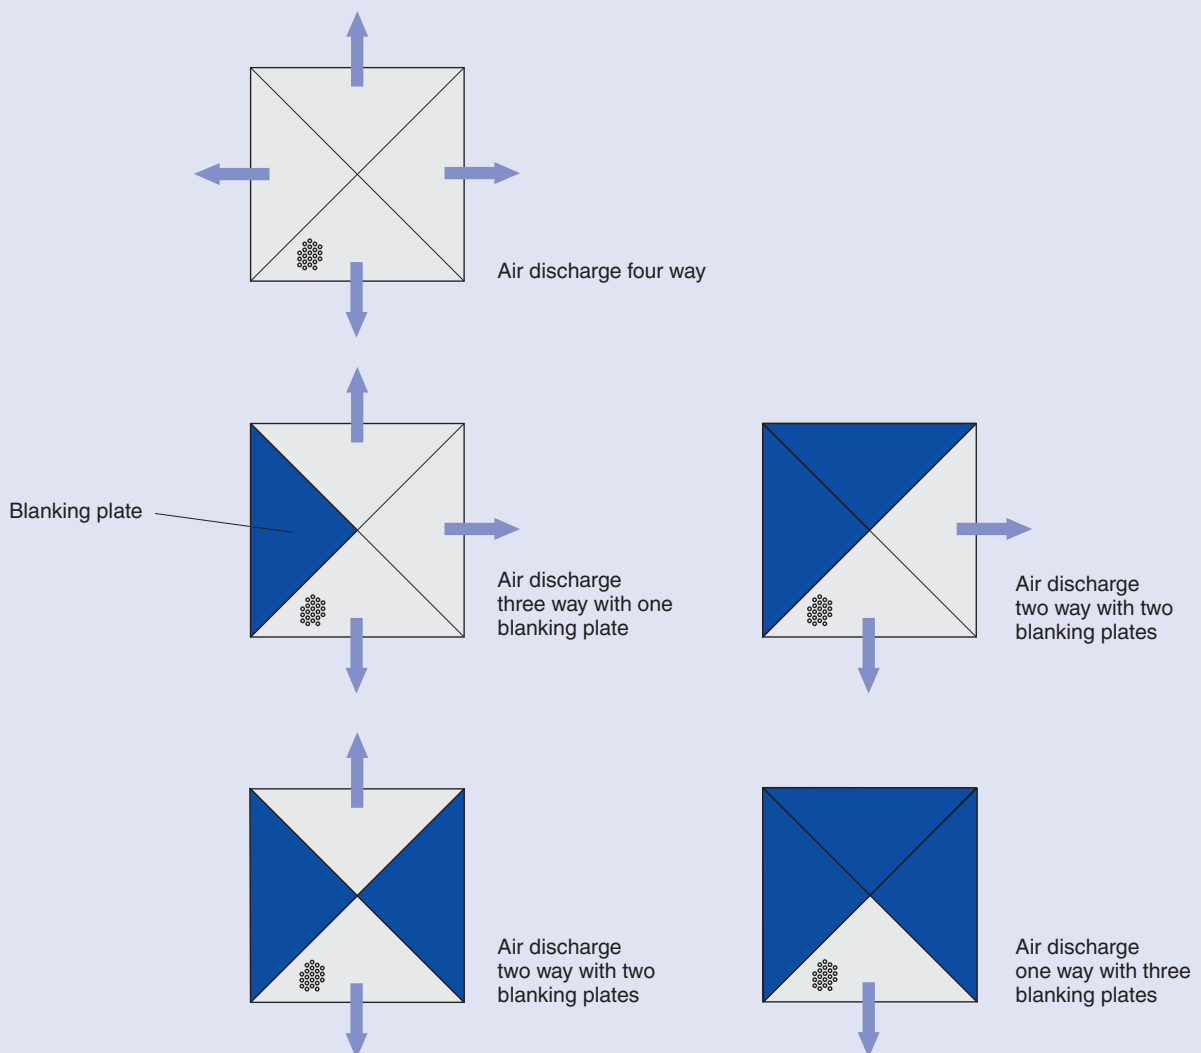 Air discharge four way
Blanking plate
Air discharge
three way with one
blanking plate
Air discharge
two way with two
blanking plates
Air discharge
two way with two
blanking plates
Air discharge
one way with three
blanking plates